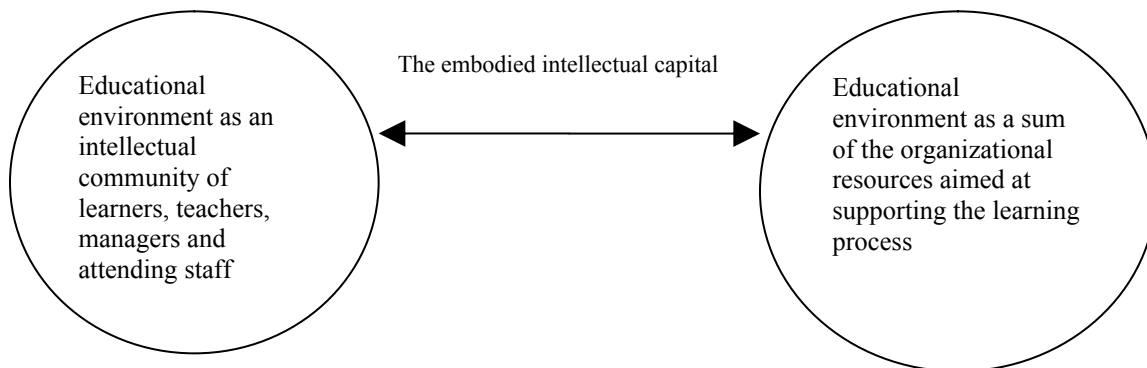 The embodied intellectual capital
Educational
environment as an
intellectual
community of
learners, teachers,
managers and
attending staff
Educational
environment as a sum
of the organizational
resources aimed at
supporting the learning
process